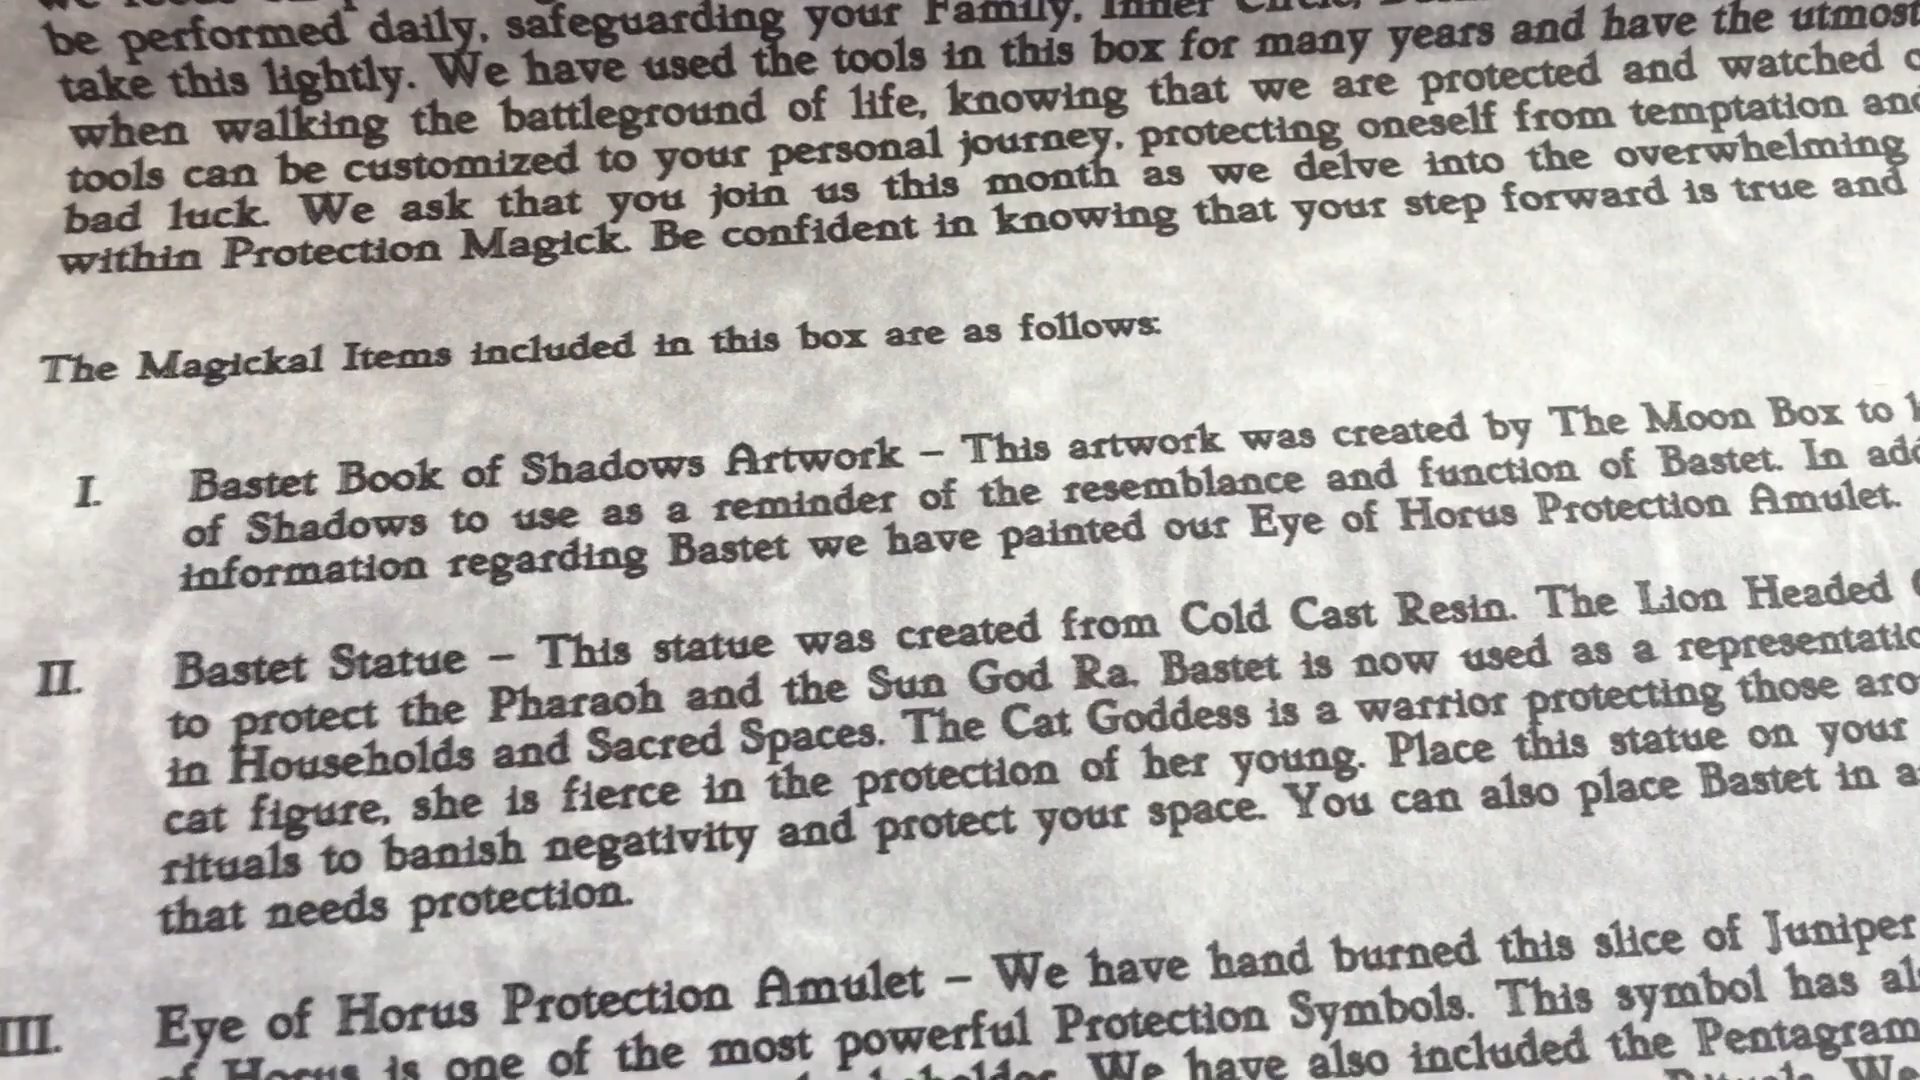 be performed daily, safeguarding your Family, Inner Circle,
take this lightly. We have used the tools in this box for many years and have the utmost
when walking the battleground of life, knowing that we are protected and watched
tools can be customized to your personal journey, protecting oneself from temptation and
bad luck. We ask that you join us this month as we delve into the overwhelming
within Protection Magick. Be confident in knowing that your step forward is true and
The Magickal Items included in this box are as follows:
I. Bastet Book of Shadows Artwork – This artwork was created by The Moon Box to
of Shadows to use as a reminder of the resemblance and function of Bastet. In
information regarding Bastet we have painted our Eye of Horus Protection Amulet.
II. Bastet Statue – This statue was created from Cold Cast Resin. The Lion Headed
to protect the Pharaoh and the Sun God Ra. Bastet is now used as a
in Households and Sacred Spaces. The Cat Goddess is a warrior protecting those
cat figure, she is fierce in the protection of her young. Place this statue on your
rituals to banish negativity and protect your space. You can also place Bastet in
that needs protection.
III. Eye of Horus Protection Amulet – We have hand burned this slice of Juniper
of Horus is one of the most powerful Protection Symbols. This symbol has
We have also included the Pentagram